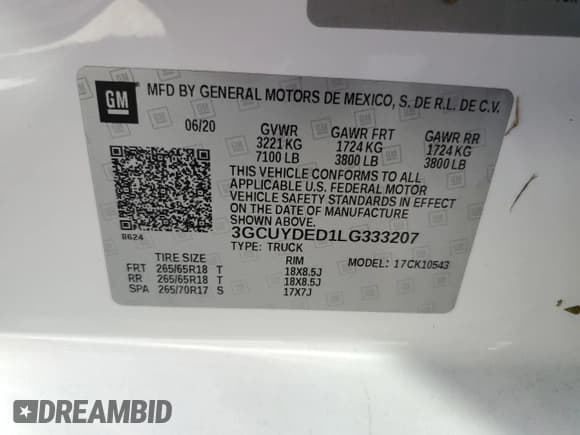 GM
MFD BY GENERAL MOTORS DE MEXICO, S. DE R.L. DE C.V.
06/20 GVWR GAWR FRT GAWR RR
3221 KG 1724 KG 1724 KG
7100 LB 3800 LB 3800 LB
THIS VEHICLE CONFORMS TO ALL
APPLICABLE U.S. FEDERAL MOTOR
VEHICLE SAFETY STANDARDS IN EFFECT
ON THE DATE OF MANUFACTURE
SHOWN ABOVE.
8624 3GCUYDED1LG333207
TYPE: TRUCK
TIRE SIZE RIM MODEL: 17CK10543
FRT 265/65R18 T 18X8.5J
RR 265/65R18 T 18X8.5J
SPA 265/70R17 S 17X7J
DREAMBID